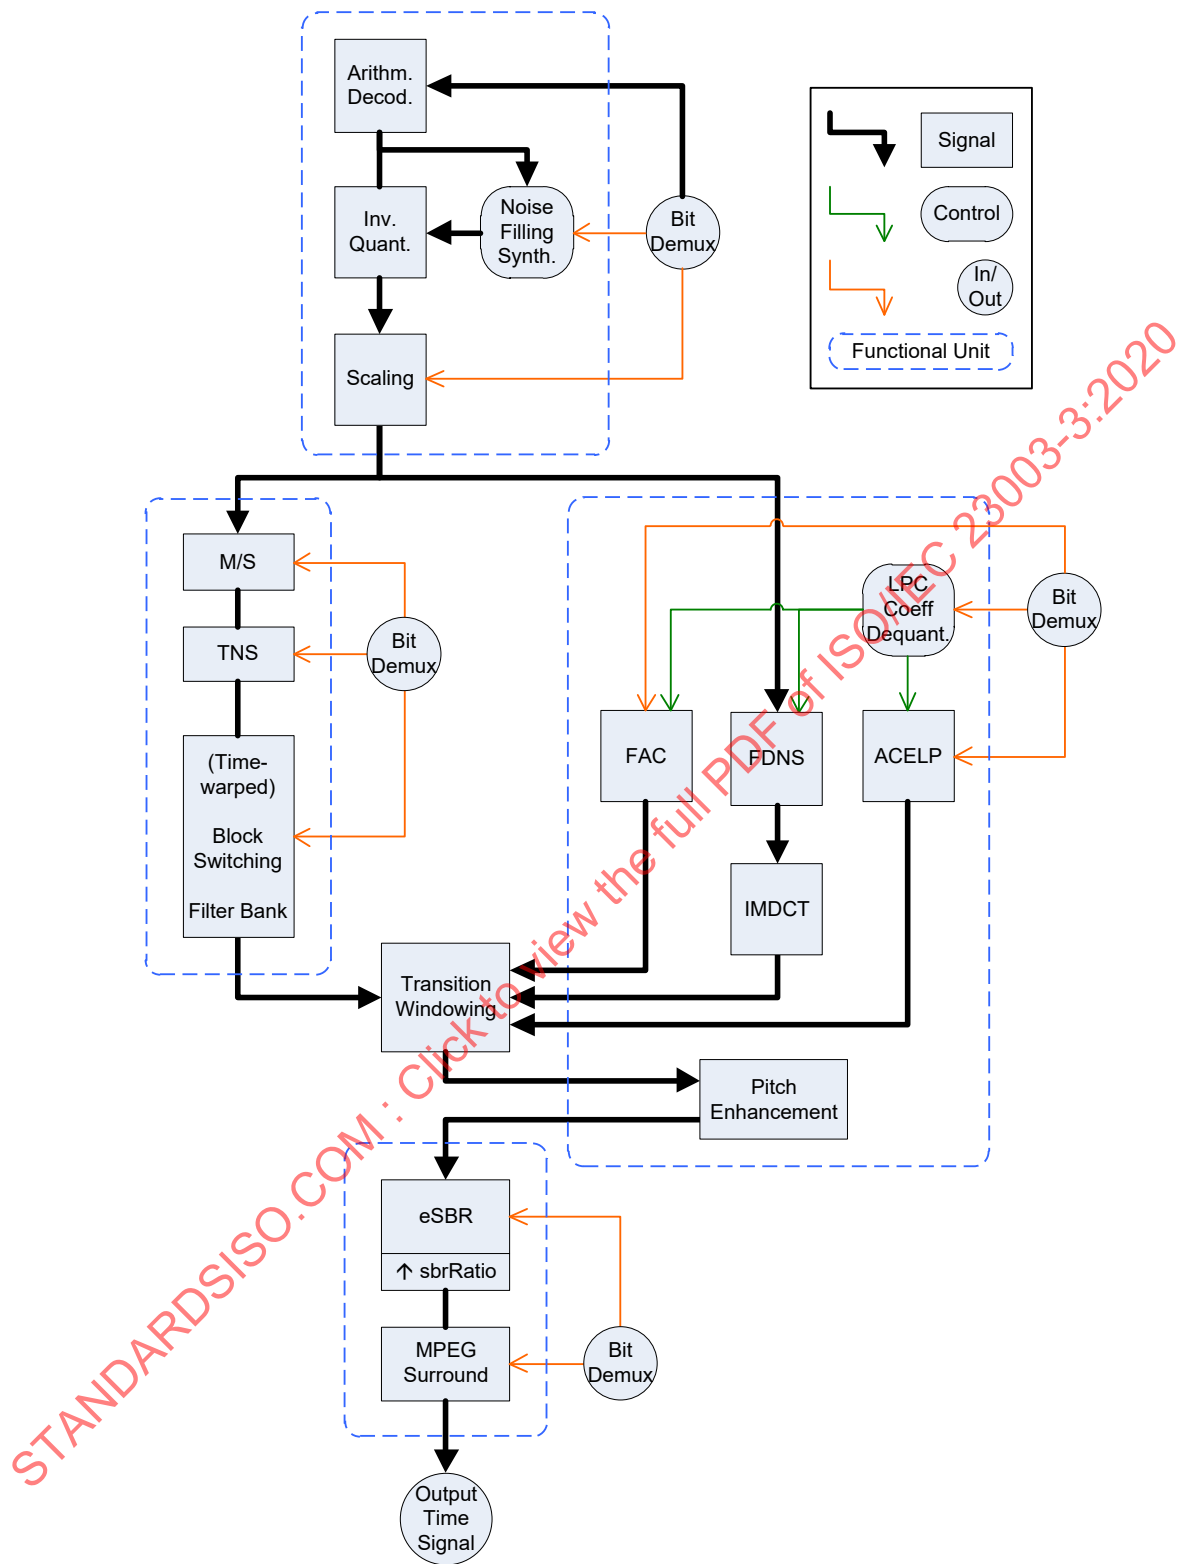 Arithm.
Decod.
Inv.
Quant.
Noise
Filling
Synth.
Bit
Demux
Scaling
Signal
Control
In/
Out
Functional Unit
M/S
TNS
(Time-
warped)
Block
Switching
Filter Bank
Bit
Demux
LPC
Coeff
Dequant.
Bit
Demux
FAC
FDNS
ACELP
IMDCT
Transition
Windowing
Pitch
Enhancement
eSBR
↑ sbrRatio
MPEG
Surround
Bit
Demux
Output
Time
Signal
STANDARDSISO.COM : Click to view the full PDF of ISO/IEC 23003-3:2020